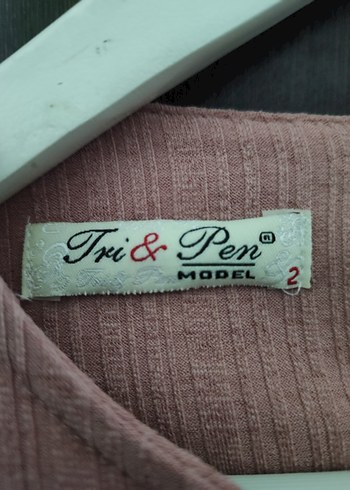 Tri & Pen
MODEL
2